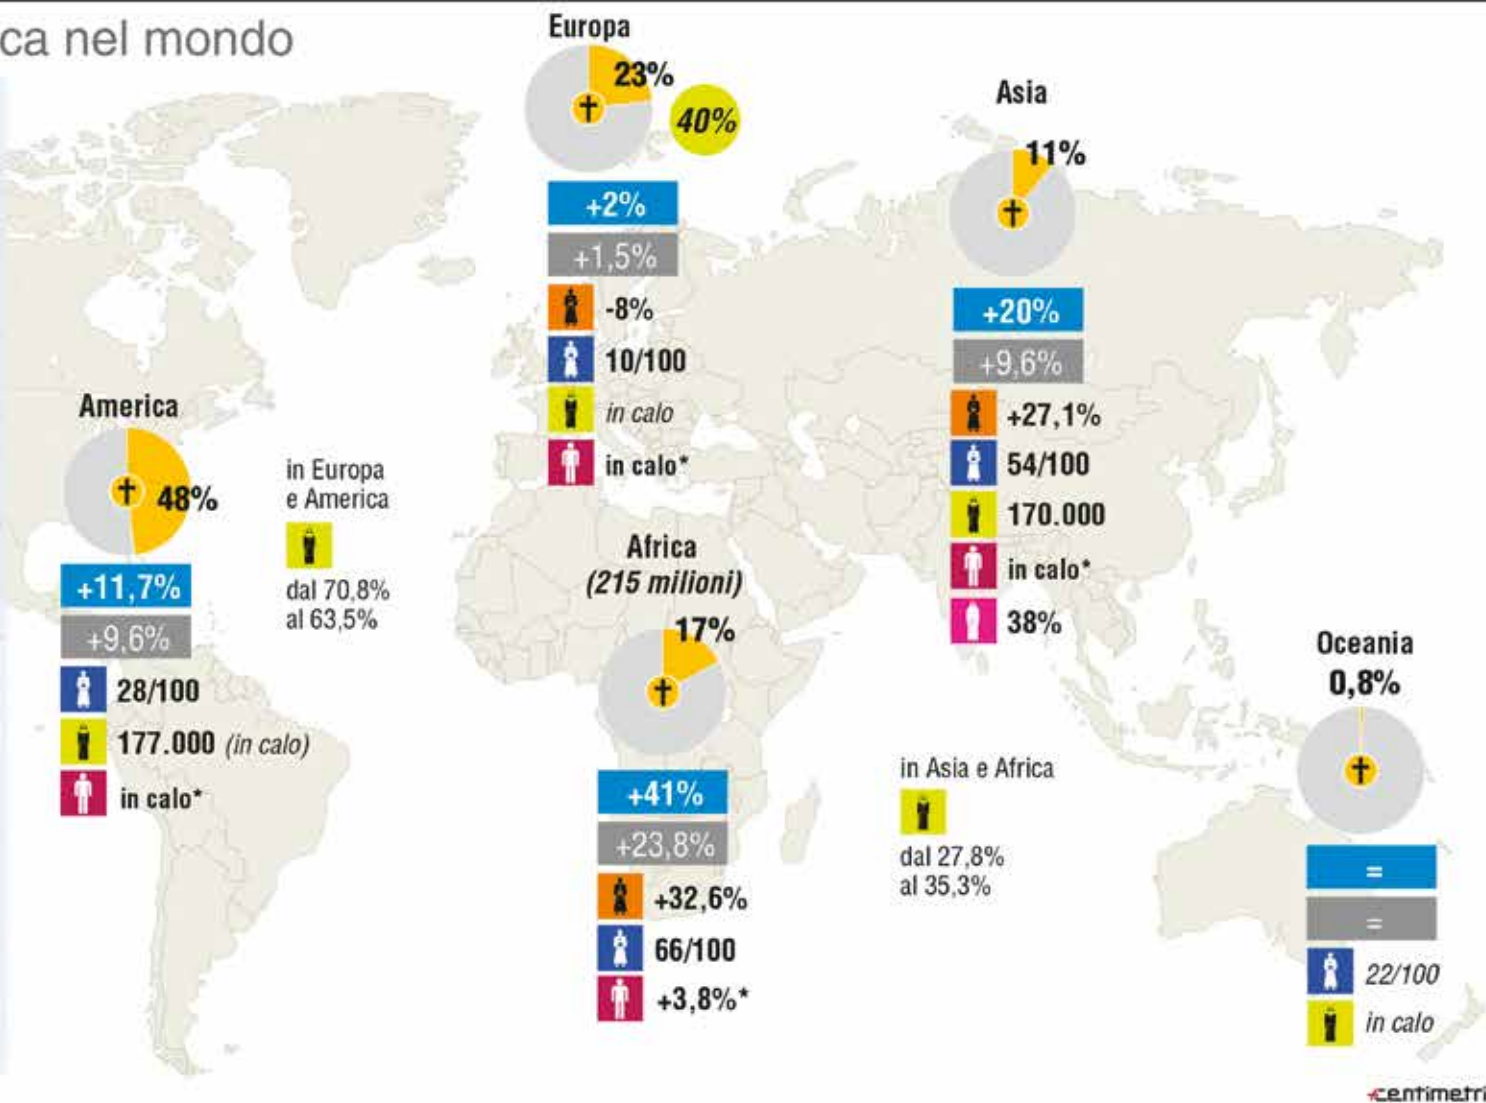 ca nel mondo
Europa
23%
40%
+2%
+1,5%
-8%
10/100
in calo
in calo*
Asia
11%
+20%
+9,6%
+27,1%
54/100
170.000
in calo*
38%
America
48%
+11,7%
+9,6%
28/100
177.000 (in calo)
in calo*
in Europa
e America
dal 70,8%
al 63,5%
Africa
(215 milioni)
17%
+41%
+23,8%
+32,6%
66/100
+3,8%*
in Asia e Africa
dal 27,8%
al 35,3%
Oceania
0,8%
=
=
22/100
in calo
centimetri